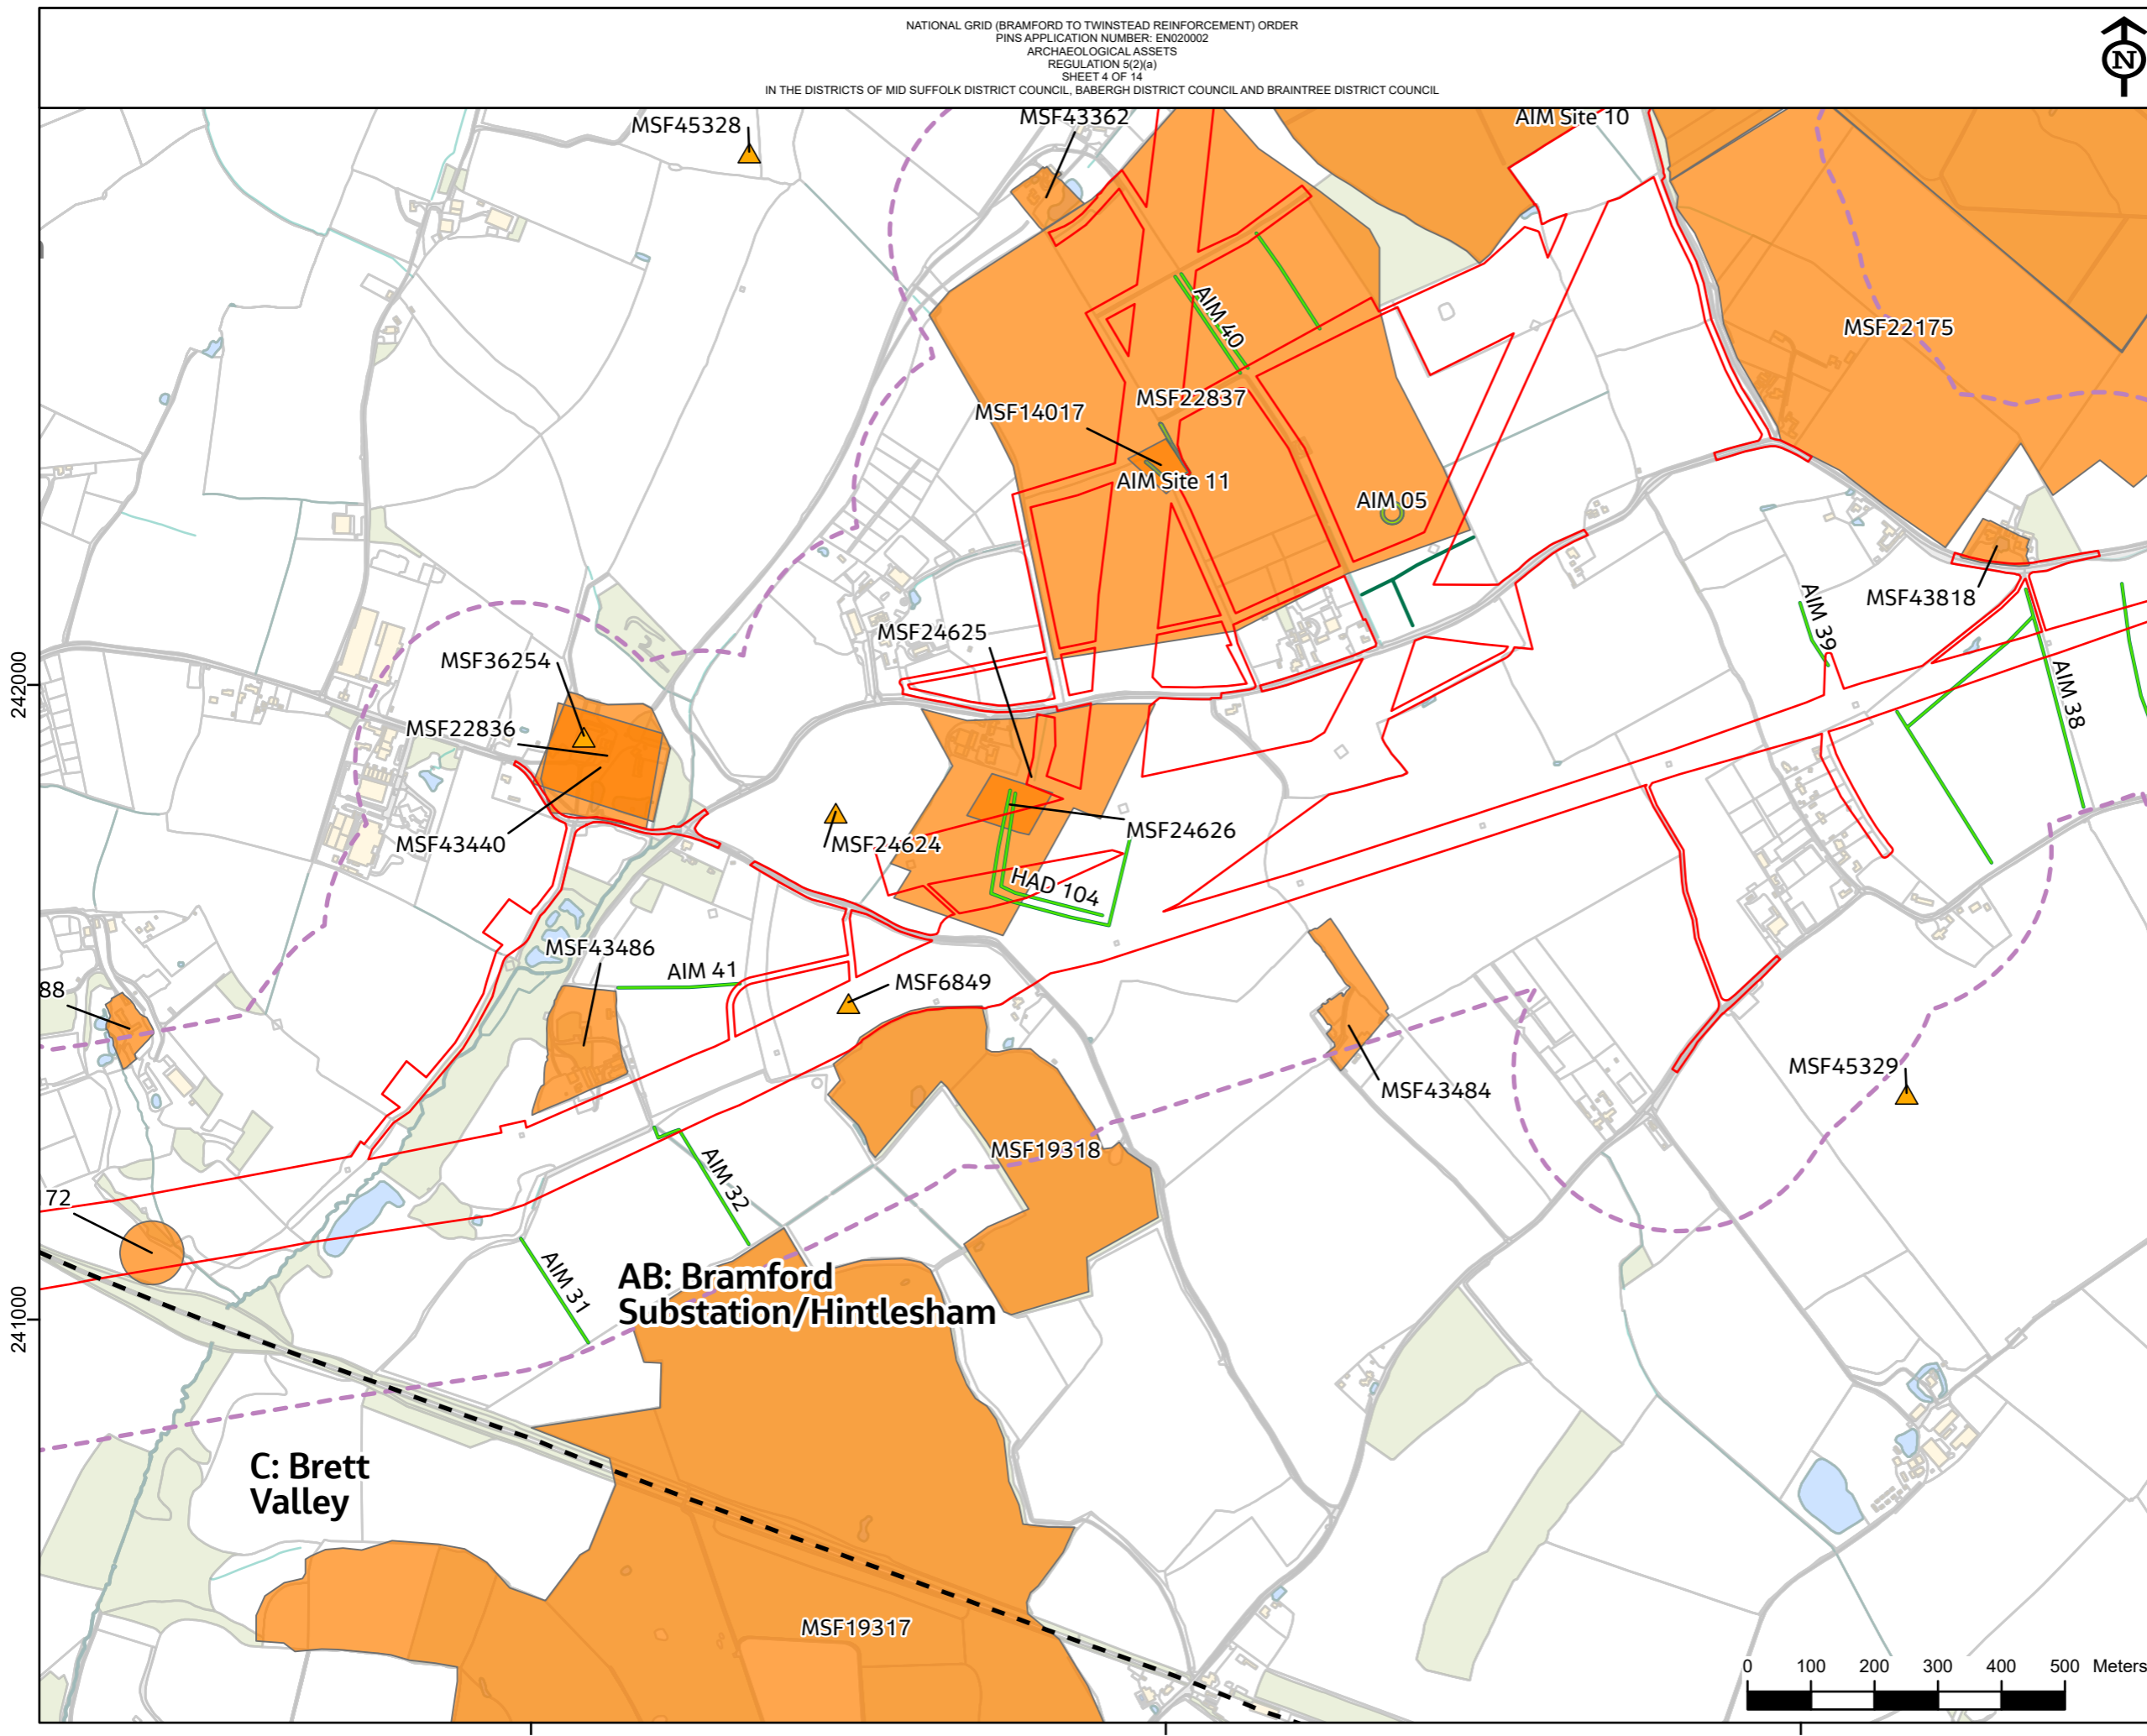 NATIONAL GRID (BRAMFORD TO TWINSTEAD REINFORCEMENT) ORDER
PINS APPLICATION NUMBER: EN020002
ARCHAEOLOGICAL ASSETS
REGULATION 5(2)(a)
SHEET 4 OF 14
IN THE DISTRICTS OF MID SUFFOLK DISTRICT COUNCIL, BABERGH DISTRICT COUNCIL AND BRAINTREE DISTRICT COUNCIL
N
MSF45328
MSF43362
AIM Site 10
MSF22175
AIM 40
MSF22837
MSF14017
AIM Site 11
AIM 05
MSF43818
AIM 39
AIM 38
MSF24625
MSF36254
242000
MSF22836
MSF43440
MSF24624
MSF24626
HAD 104
MSF43486
AIM 41
MSF6849
88
MSF43484
MSF45329
MSF19318
AIM 32
72
AIM 31
AB: Bramford
Substation/Hintlesham
241000
C: Brett
Valley
MSF19317
0 100 200 300 400 500 Meters